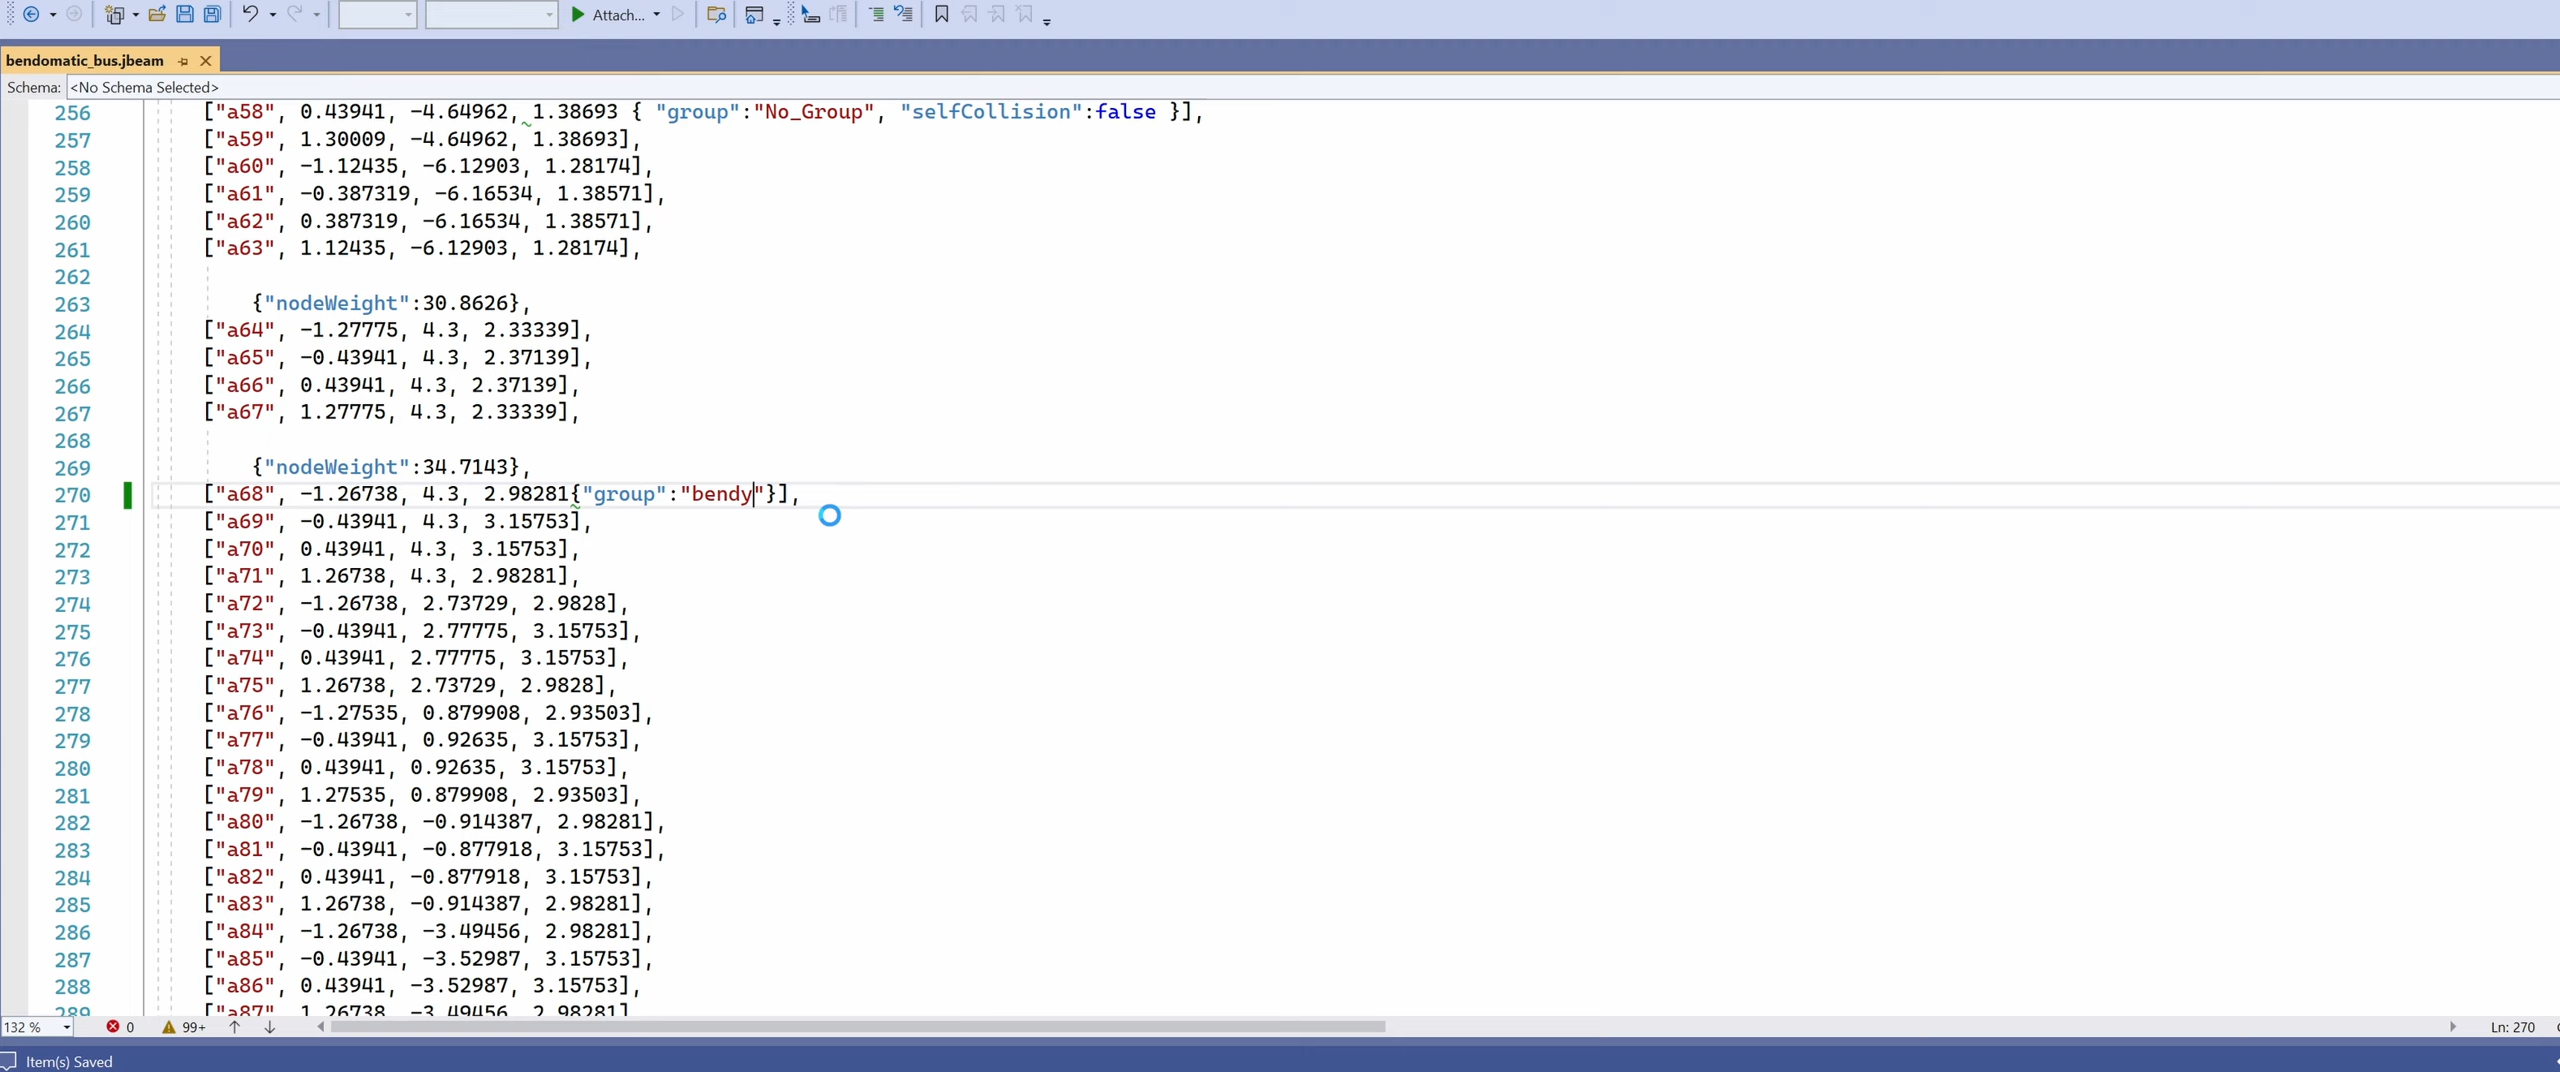 Attach...
bendomatic_bus.jbeam
Schema: <No Schema Selected>
256 ["a58", 0.43941, -4.64962, 1.38693 { "group":"No_Group", "selfCollision":false }],
257 ["a59", 1.30009, -4.64962, 1.38693],
258 ["a60", -1.12435, -6.12903, 1.28174],
259 ["a61", -0.387319, -6.16534, 1.38571],
260 ["a62", 0.387319, -6.16534, 1.38571],
261 ["a63", 1.12435, -6.12903, 1.28174],
262
263 {"nodeWeight":30.8626},
264 ["a64", -1.27775, 4.3, 2.33339],
265 ["a65", -0.43941, 4.3, 2.37139],
266 ["a66", 0.43941, 4.3, 2.37139],
267 ["a67", 1.27775, 4.3, 2.33339],
268
269 {"nodeWeight":34.7143},
270 ["a68", -1.26738, 4.3, 2.98281{"group":"bendy"}],
271 ["a69", -0.43941, 4.3, 3.15753],
272 ["a70", 0.43941, 4.3, 3.15753],
273 ["a71", 1.26738, 4.3, 2.98281],
274 ["a72", -1.26738, 2.73729, 2.9828],
275 ["a73", -0.43941, 2.77775, 3.15753],
276 ["a74", 0.43941, 2.77775, 3.15753],
277 ["a75", 1.26738, 2.73729, 2.9828],
278 ["a76", -1.27535, 0.879908, 2.93503],
279 ["a77", -0.43941, 0.92635, 3.15753],
280 ["a78", 0.43941, 0.92635, 3.15753],
281 ["a79", 1.27535, 0.879908, 2.93503],
282 ["a80", -1.26738, -0.914387, 2.98281],
283 ["a81", -0.43941, -0.877918, 3.15753],
284 ["a82", 0.43941, -0.877918, 3.15753],
285 ["a83", 1.26738, -0.914387, 2.98281],
286 ["a84", -1.26738, -3.49456, 2.98281],
287 ["a85", -0.43941, -3.52987, 3.15753],
288 ["a86", 0.43941, -3.52987, 3.15753],
289 ["a87", 1.26738, -3.49456, 2.98281]
132 % 0 99+ Ln: 270
Item(s) Saved